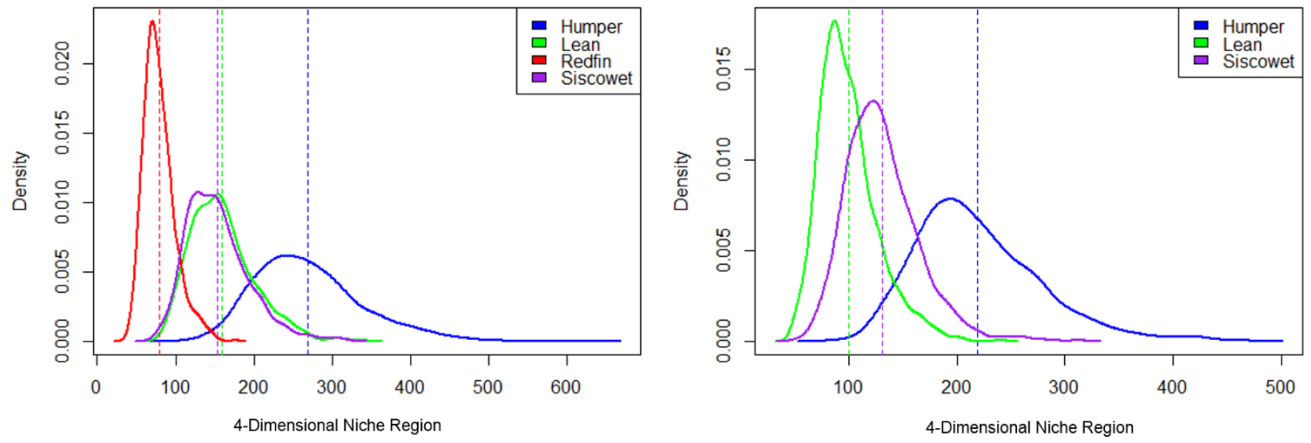 Humper
Lean
Redfin
Siscowet
Density
0.020
0.015
0.010
0.005
0.000
0 100 200 300 400 500 600
4-Dimensional Niche Region
Humper
Lean
Siscowet
Density
0.015
0.010
0.005
0.000
100 200 300 400 500
4-Dimensional Niche Region